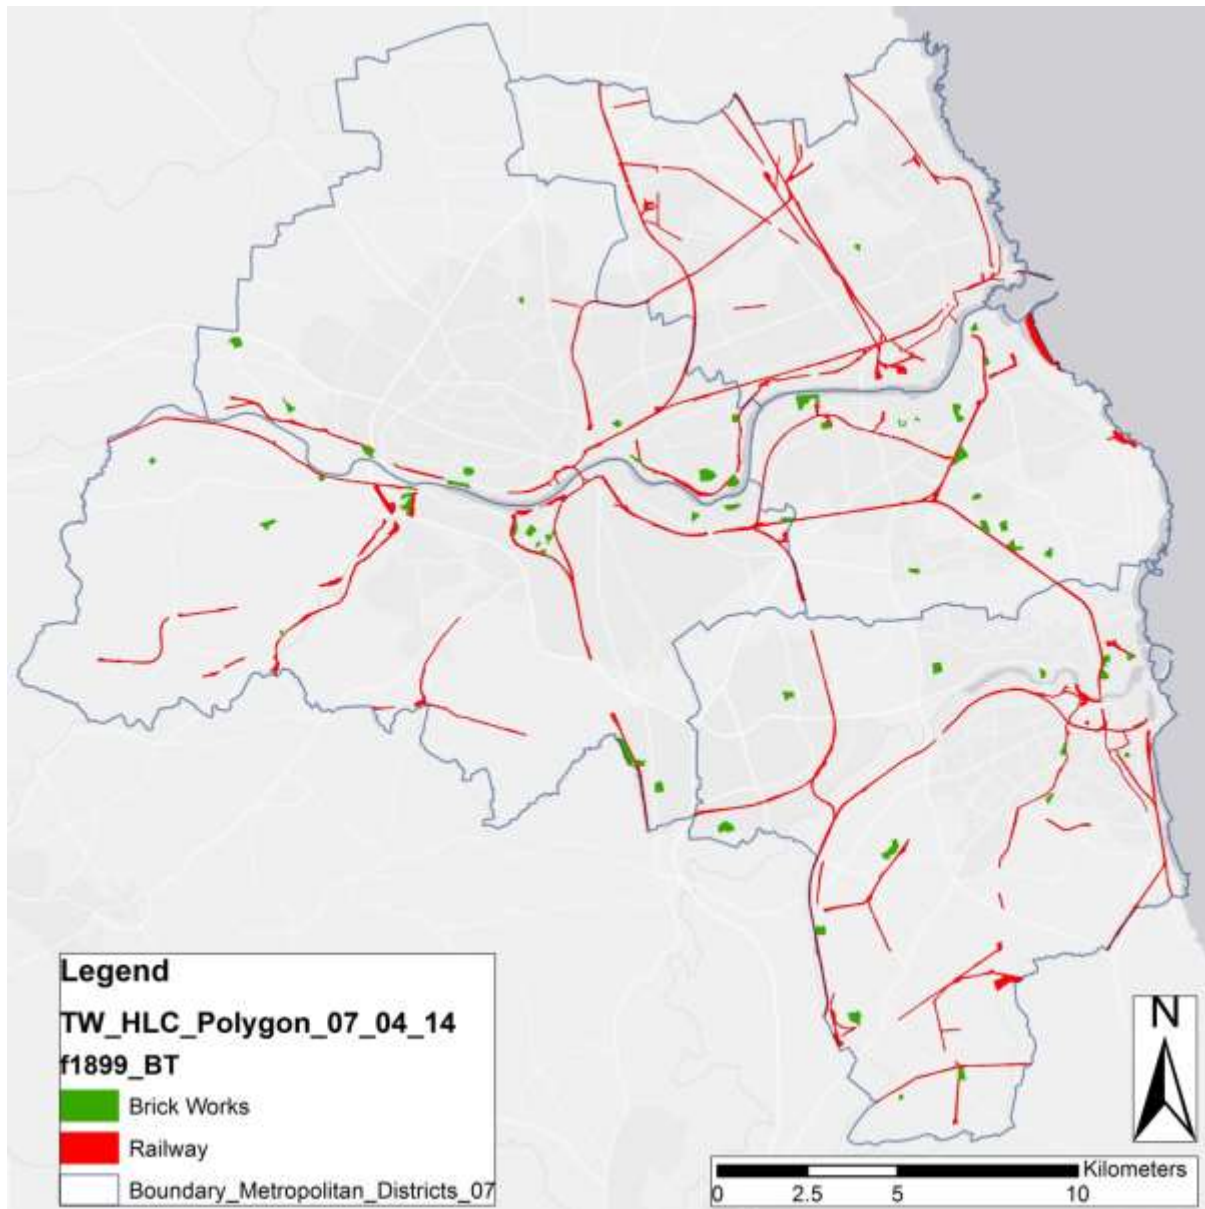 Legend
TW_HLC_Polygon_07_04_14
f1899_BT
Brick Works
Railway
Boundary_Metropolitan_Districts_07
N
Kilometers
0 2.5 5 10